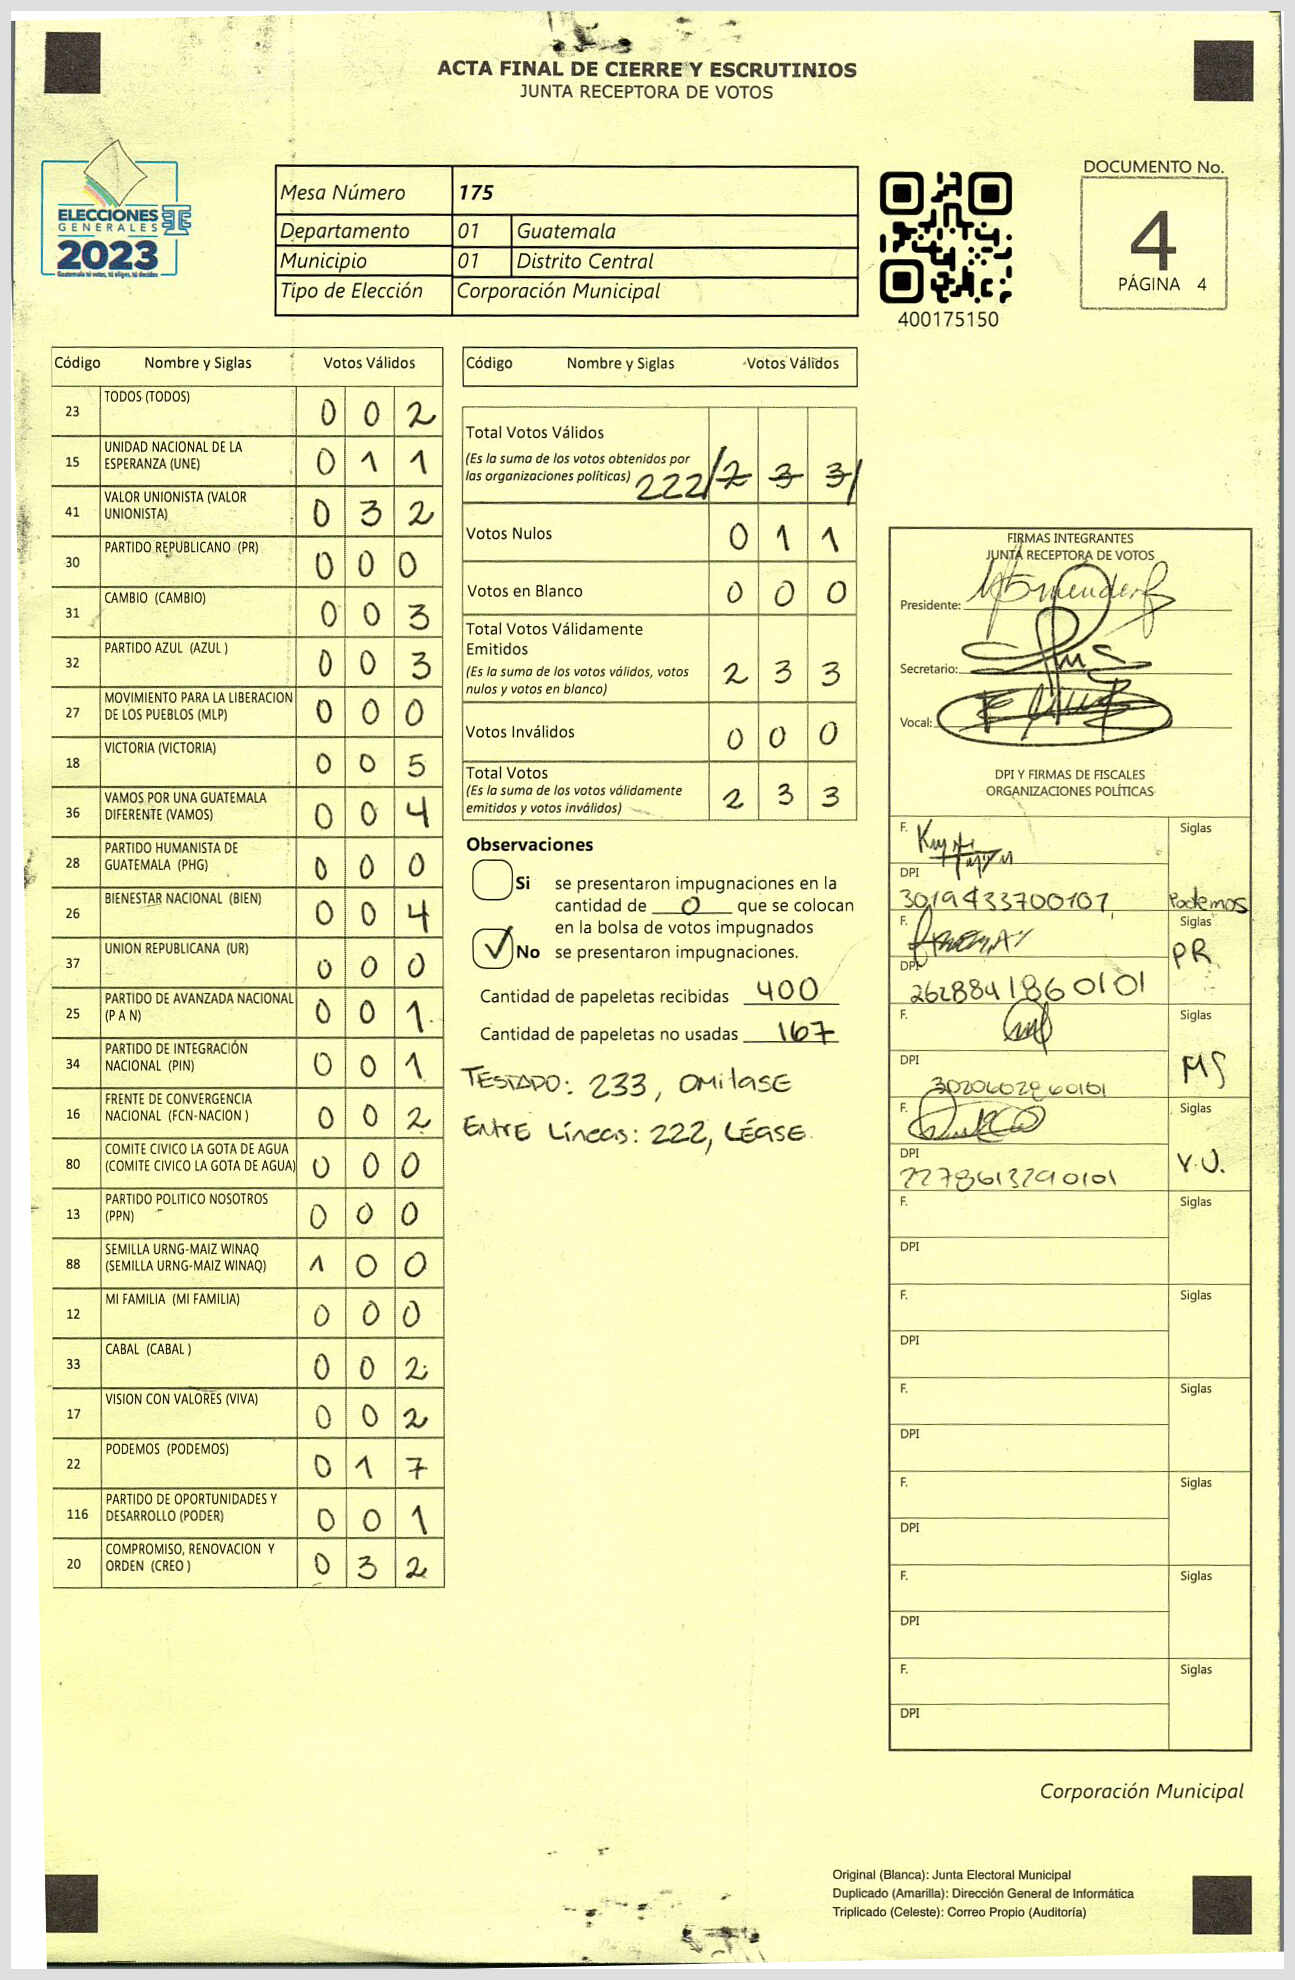 ACTA FINAL DE CIERRE Y ESCRUTINIOS
JUNTA RECEPTORA DE VOTOS
ELECCIONES
GENERALES
2023
Mesa Número 175
Departamento 01 Guatemala
Municipio 01 Distrito Central
Tipo de Elección Corporación Municipal
400175150
DOCUMENTO No.
4
PÁGINA 4
Código Nombre y Siglas Votos Válidos
23 TODOS (TODOS) 0 0 2
15 UNIDAD NACIONAL DE LA
ESPERANZA (UNE) 0 1 1
41 VALOR UNIONISTA (VALOR
UNIONISTA) 0 3 2
30 PARTIDO REPUBLICANO (PR) 0 0 0
31 CAMBIO (CAMBIO) 0 0 3
32 PARTIDO AZUL (AZUL ) 0 0 3
27 MOVIMIENTO PARA LA LIBERACION
DE LOS PUEBLOS (MLP) 0 0 0
18 VICTORIA (VICTORIA) 0 0 5
36 VAMOS POR UNA GUATEMALA
DIFERENTE (VAMOS) 0 0 4
28 PARTIDO HUMANISTA DE
GUATEMALA (PHG) 0 0 0
26 BIENESTAR NACIONAL (BIEN) 0 0 4
37 UNION REPUBLICANA (UR) 0 0 0
25 PARTIDO DE AVANZADA NACIONAL
(P A N) 0 0 1
34 PARTIDO DE INTEGRACIÓN
NACIONAL (PIN) 0 0 1
16 FRENTE DE CONVERGENCIA
NACIONAL (FCN-NACION ) 0 0 2
80 COMITE CIVICO LA GOTA DE AGUA
(COMITE CIVICO LA GOTA DE AGUA) 0 0 0
13 PARTIDO POLITICO NOSOTROS
(PPN) 0 0 0
88 SEMILLA URNG-MAIZ WINAQ
(SEMILLA URNG-MAIZ WINAQ) 1 0 0
12 MI FAMILIA (MI FAMILIA) 0 0 0
33 CABAL (CABAL ) 0 0 2
17 VISION CON VALORES (VIVA) 0 0 2
22 PODEMOS (PODEMOS) 0 1 7
116 PARTIDO DE OPORTUNIDADES Y
DESARROLLO (PODER) 0 0 1
20 COMPROMISO, RENOVACION Y
ORDEN (CREO ) 0 3 2
Código Nombre y Siglas Votos Válidos
Total Votos Válidos
(Es la suma de los votos obtenidos por
las organizaciones políticas) 222/2 3 3/
Votos Nulos 0 1 1
Votos en Blanco 0 0 0
Total Votos Válidamente
Emitidos
(Es la suma de los votos válidos, votos
nulos y votos en blanco) 2 3 3
Votos Inválidos 0 0 0
Total Votos
(Es la suma de los votos válidamente
emitidos y votos inválidos) 2 3 3
Observaciones
Si se presentaron impugnaciones en la
cantidad de 0 que se colocan
en la bolsa de votos impugnados
No se presentaron impugnaciones.
Cantidad de papeletas recibidas 400
Cantidad de papeletas no usadas 167
TESTADO: 233, OMITASE
ENTRE LÍNEAS: 222, LÉASE.
FIRMAS INTEGRANTES
JUNTA RECEPTORA DE VOTOS
Presidente:
Secretario:
Vocal:
DPI Y FIRMAS DE FISCALES
ORGANIZACIONES POLÍTICAS
F. Siglas
DPI
3019433700107 Podemos
F. Siglas
PR
DPI
2628841860101
F. Siglas
DPI MS
F. Siglas
DPI V.U.
2278613290101
F. Siglas
DPI
F. Siglas
DPI
F. Siglas
DPI
F. Siglas
DPI
F. Siglas
DPI
F. Siglas
DPI
Corporación Municipal
Original (Blanca): Junta Electoral Municipal
Duplicado (Amarilla): Dirección General de Informática
Triplicado (Celeste): Correo Propio (Auditoría)